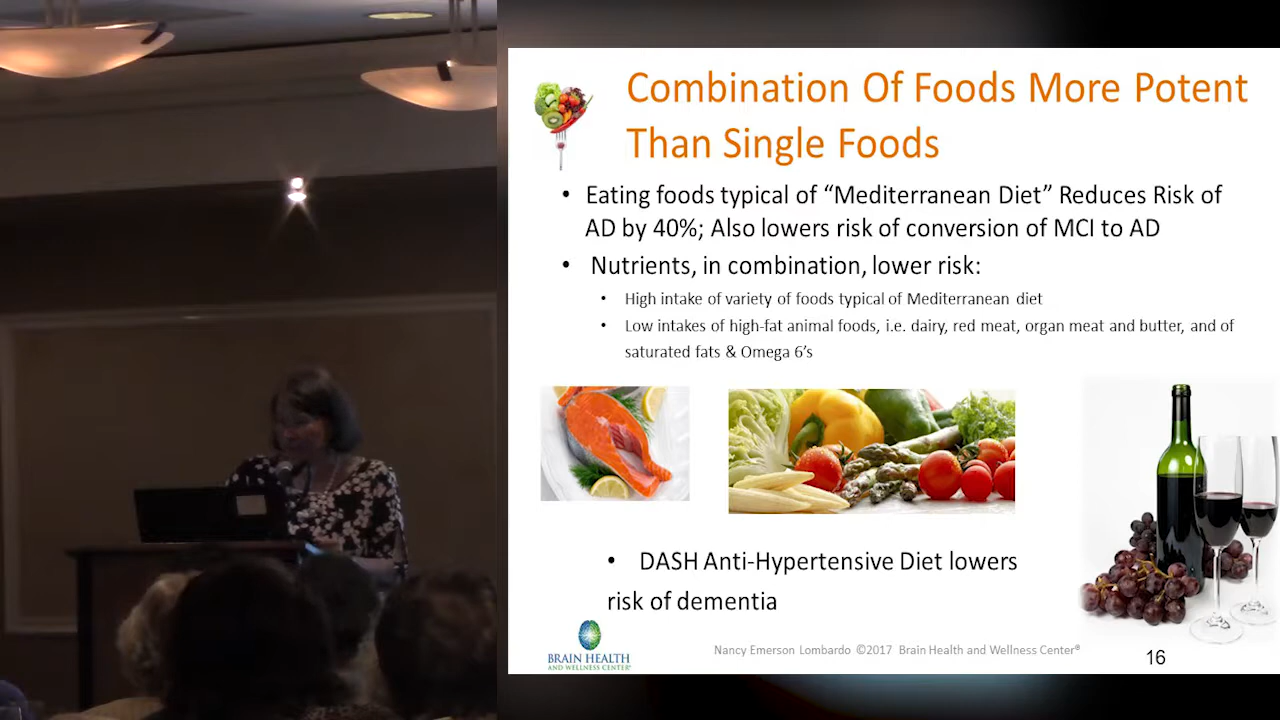 Combination Of Foods More Potent
Than Single Foods
• Eating foods typical of “Mediterranean Diet” Reduces Risk of
AD by 40%; Also lowers risk of conversion of MCI to AD
• Nutrients, in combination, lower risk:
• High intake of variety of foods typical of Mediterranean diet
• Low intakes of high-fat animal foods, i.e. dairy, red meat, organ meat and butter, and of
saturated fats & Omega 6’s
• DASH Anti-Hypertensive Diet lowers
risk of dementia
BRAIN HEALTH
AND WELLNESS CENTER®
Nancy Emerson Lombardo ©2017 Brain Health and Wellness Center®
16